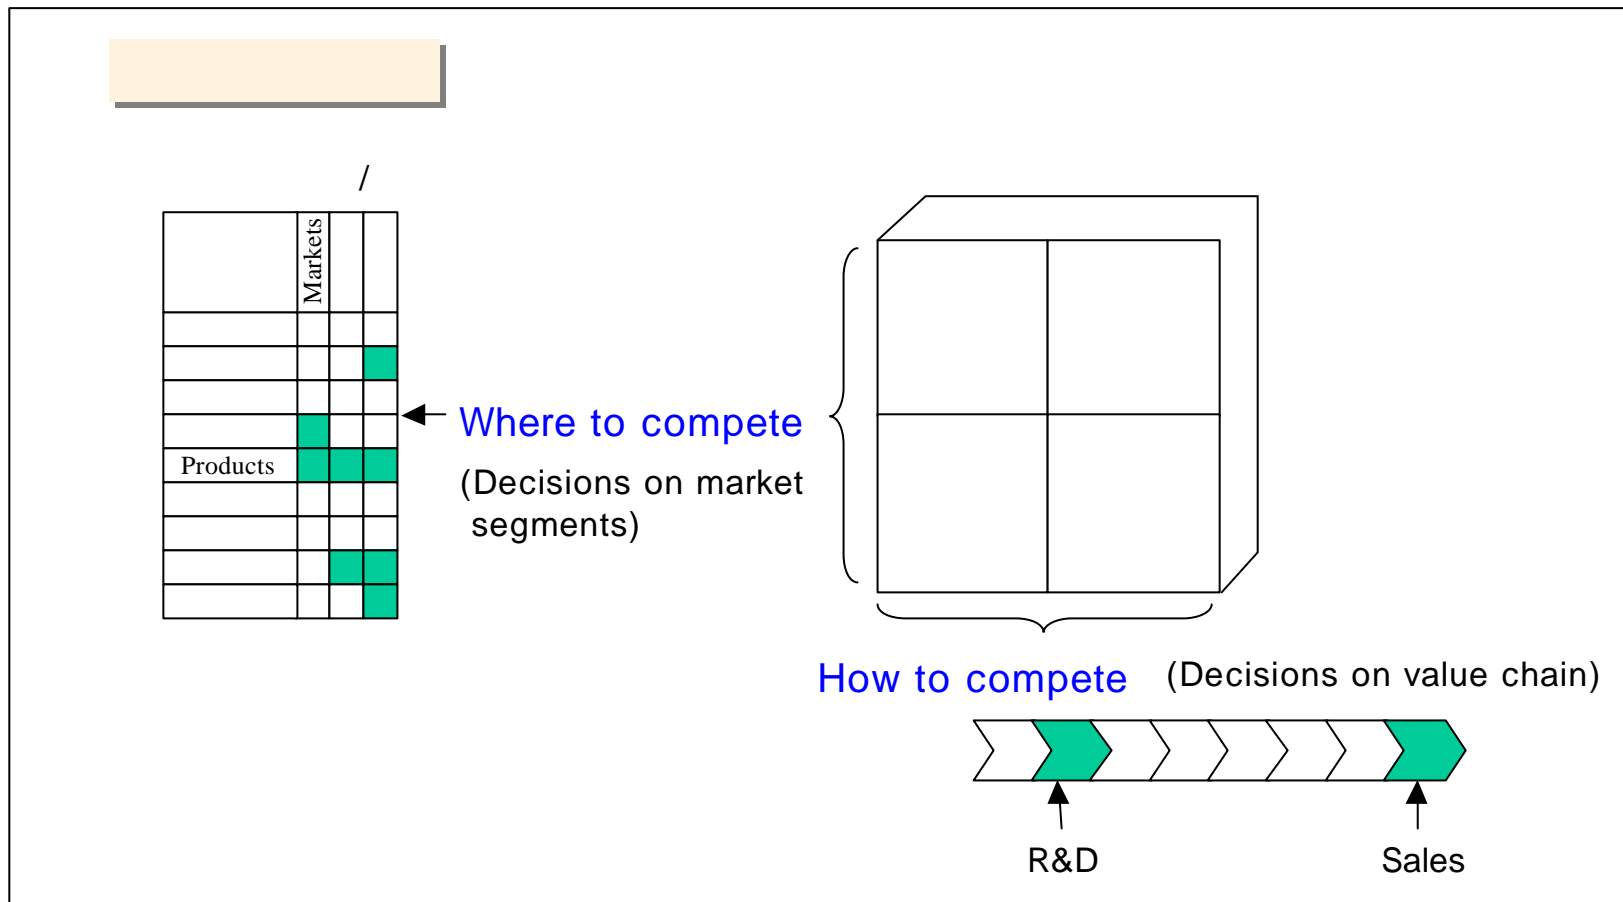 /
Markets
Products
Where to compete
(Decisions on market
segments)
How to compete (Decisions on value chain)
R&D
Sales